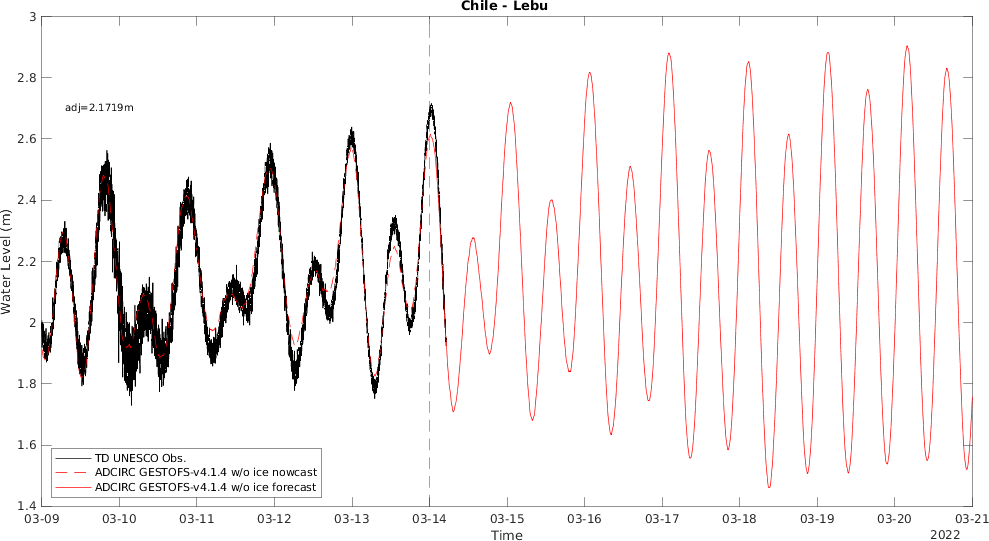 Chile - Lebu
3
2.8
2.6
2.4
2.2
2
1.8
1.6
1.4
Water Level (m)
adj=2.1719m
TD UNESCO Obs.
ADCIRC GESTOFS-v4.1.4 w/o ice nowcast
ADCIRC GESTOFS-v4.1.4 w/o ice forecast
03-09 03-10 03-11 03-12 03-13 03-14 03-15 03-16 03-17 03-18 03-19 03-20 03-21
Time
2022